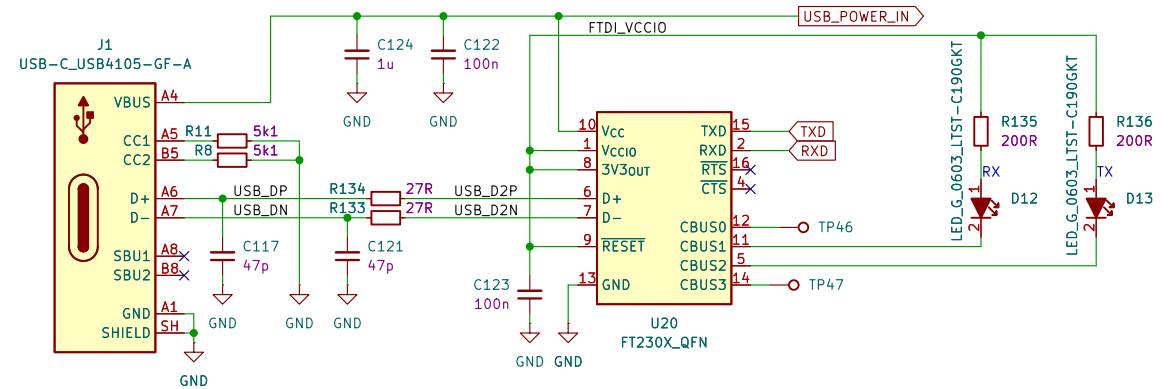 USB_POWER_IN
FTDI_VCCIO
J1
USB-C_USB4105-GF-A
C124
1u
C122
100n
GND
GND
VBUS A4
CC1 A5
CC2 B5
D+ A6
D- A7
SBU1 A8
SBU2 B8
GND A1
SHIELD SH
GND
R11 5k1
R8 5k1
USB_DP
USB_DN
R134 27R
R133 27R
USB_D2P
USB_D2N
C117
47p
C121
47p
GND
GND
GND
C123
100n
GND
GND
10 Vcc
1 VCCIO
8 3V3OUT
6 D+
7 D-
9 RESET
13 GND
TXD 15
RXD 2
RTS 16
CTS 4
CBUS0 12
CBUS1 11
CBUS2 5
CBUS3 14
U20
FT230X_QFN
TXD
RXD
TP46
TP47
LED_G_0603_LTST-C190GKT
R135
200R
RX
1
2
D12
LED_G_0603_LTST-C190GKT
R136
200R
TX
1
2
D13